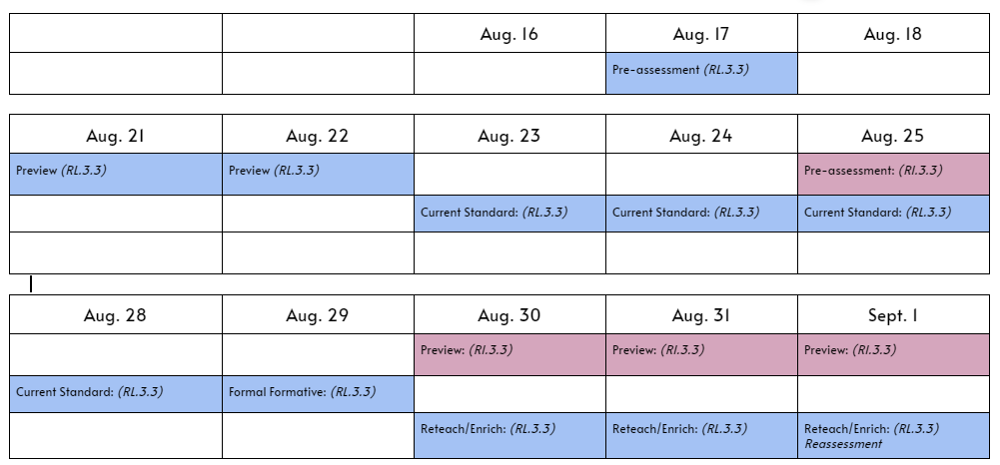 Aug. 16 Aug. 17 Aug. 18
Pre-assessment (RL.3.3)
Aug. 21 Aug. 22 Aug. 23 Aug. 24 Aug. 25
Preview (RL.3.3) Preview (RL.3.3) Pre-assessment: (RI.3.3)
Current Standard: (RL.3.3) Current Standard: (RL.3.3) Current Standard: (RL.3.3)
Aug. 28 Aug. 29 Aug. 30 Aug. 31 Sept. 1
Preview: (RI.3.3) Preview: (RI.3.3) Preview: (RI.3.3)
Current Standard: (RL.3.3) Formal Formative: (RL.3.3)
Reteach/Enrich: (RL.3.3) Reteach/Enrich: (RL.3.3) Reteach/Enrich: (RL.3.3)
Reassessment